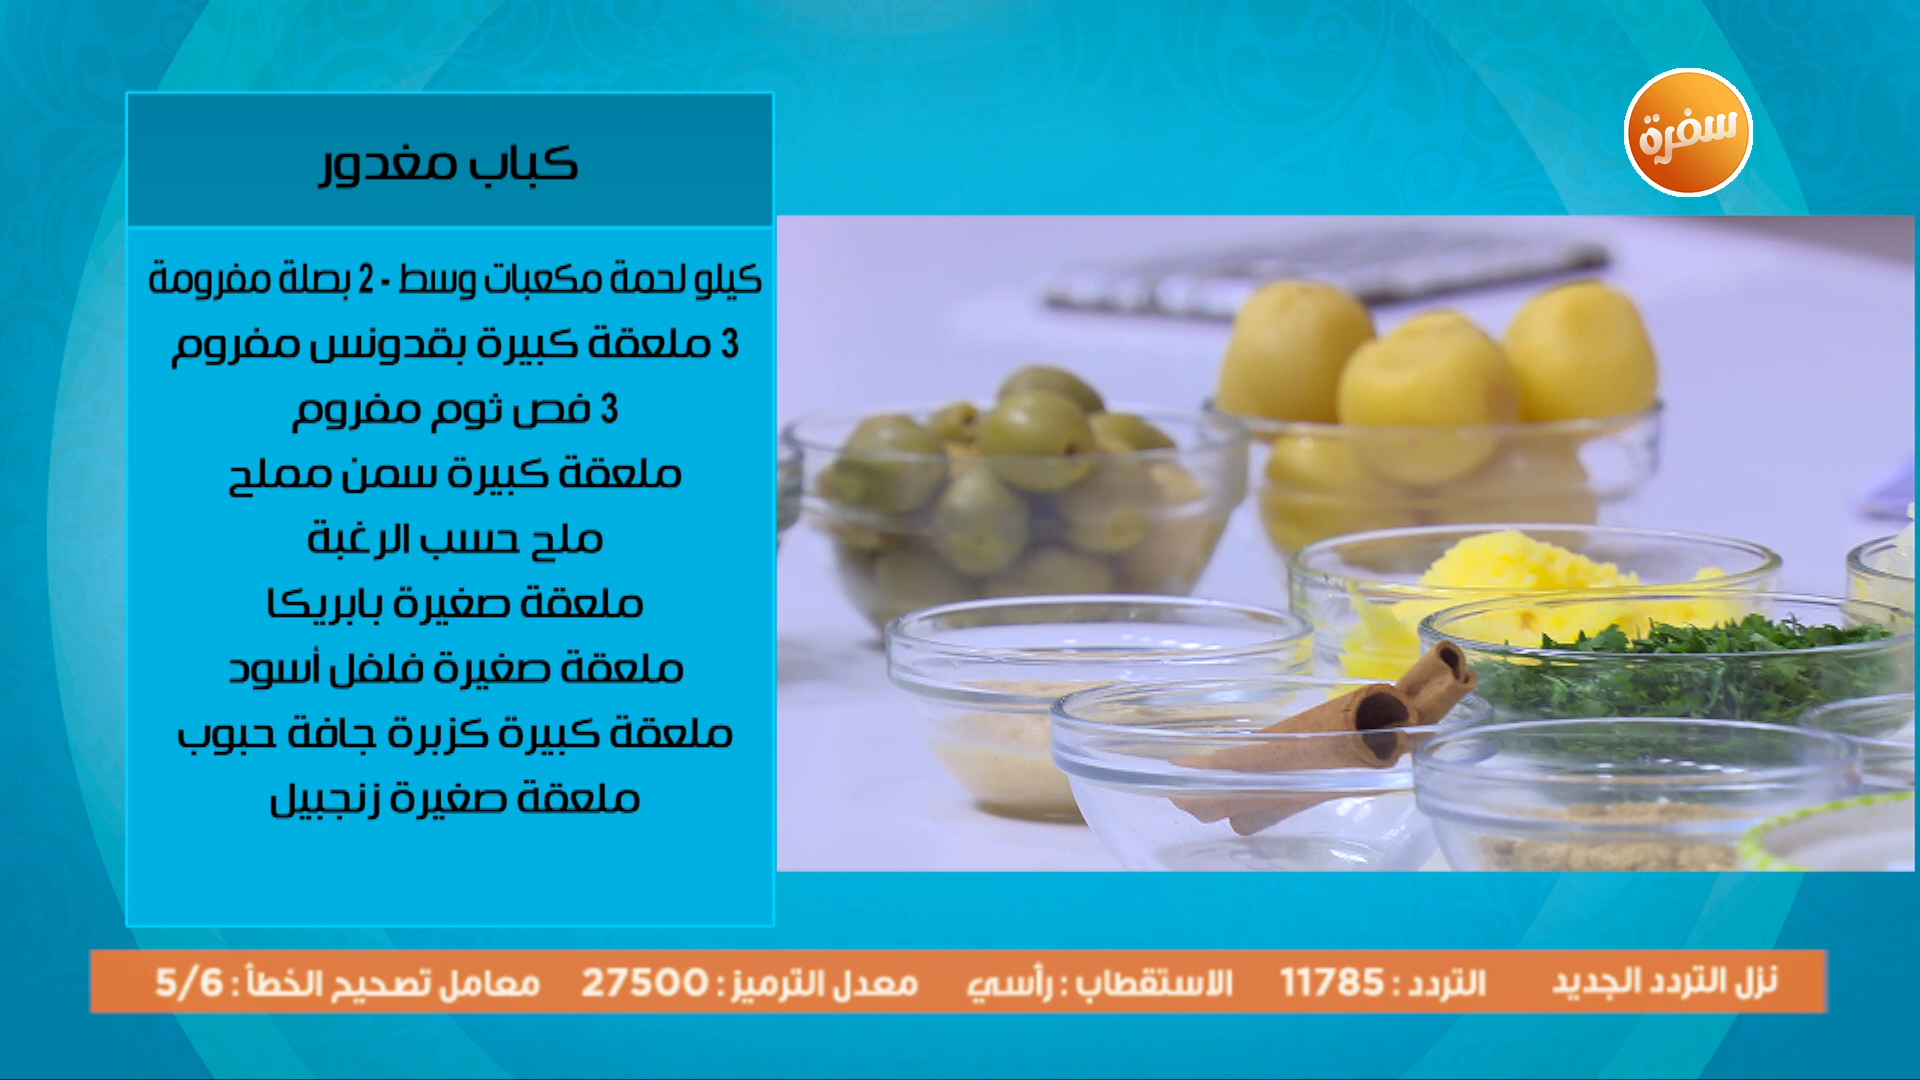 سفرة
كباب مغدور
كيلو لحمة مكعبات وسط - 2 بصلة مفرومة
3 ملعقة كبيرة بقدونس مفروم
3 فص ثوم مفروم
ملعقة كبيرة سمن مملح
ملح حسب الرغبة
ملعقة صغيرة بابريكا
ملعقة صغيرة فلفل أسود
ملعقة كبيرة كزبرة جافة حبوب
ملعقة صغيرة زنجبيل
نزل التردد الجديد التردد : 11785 الاستقطاب : رأسي معدل الترميز : 27500 معامل تصحيح الخطأ : 5/6